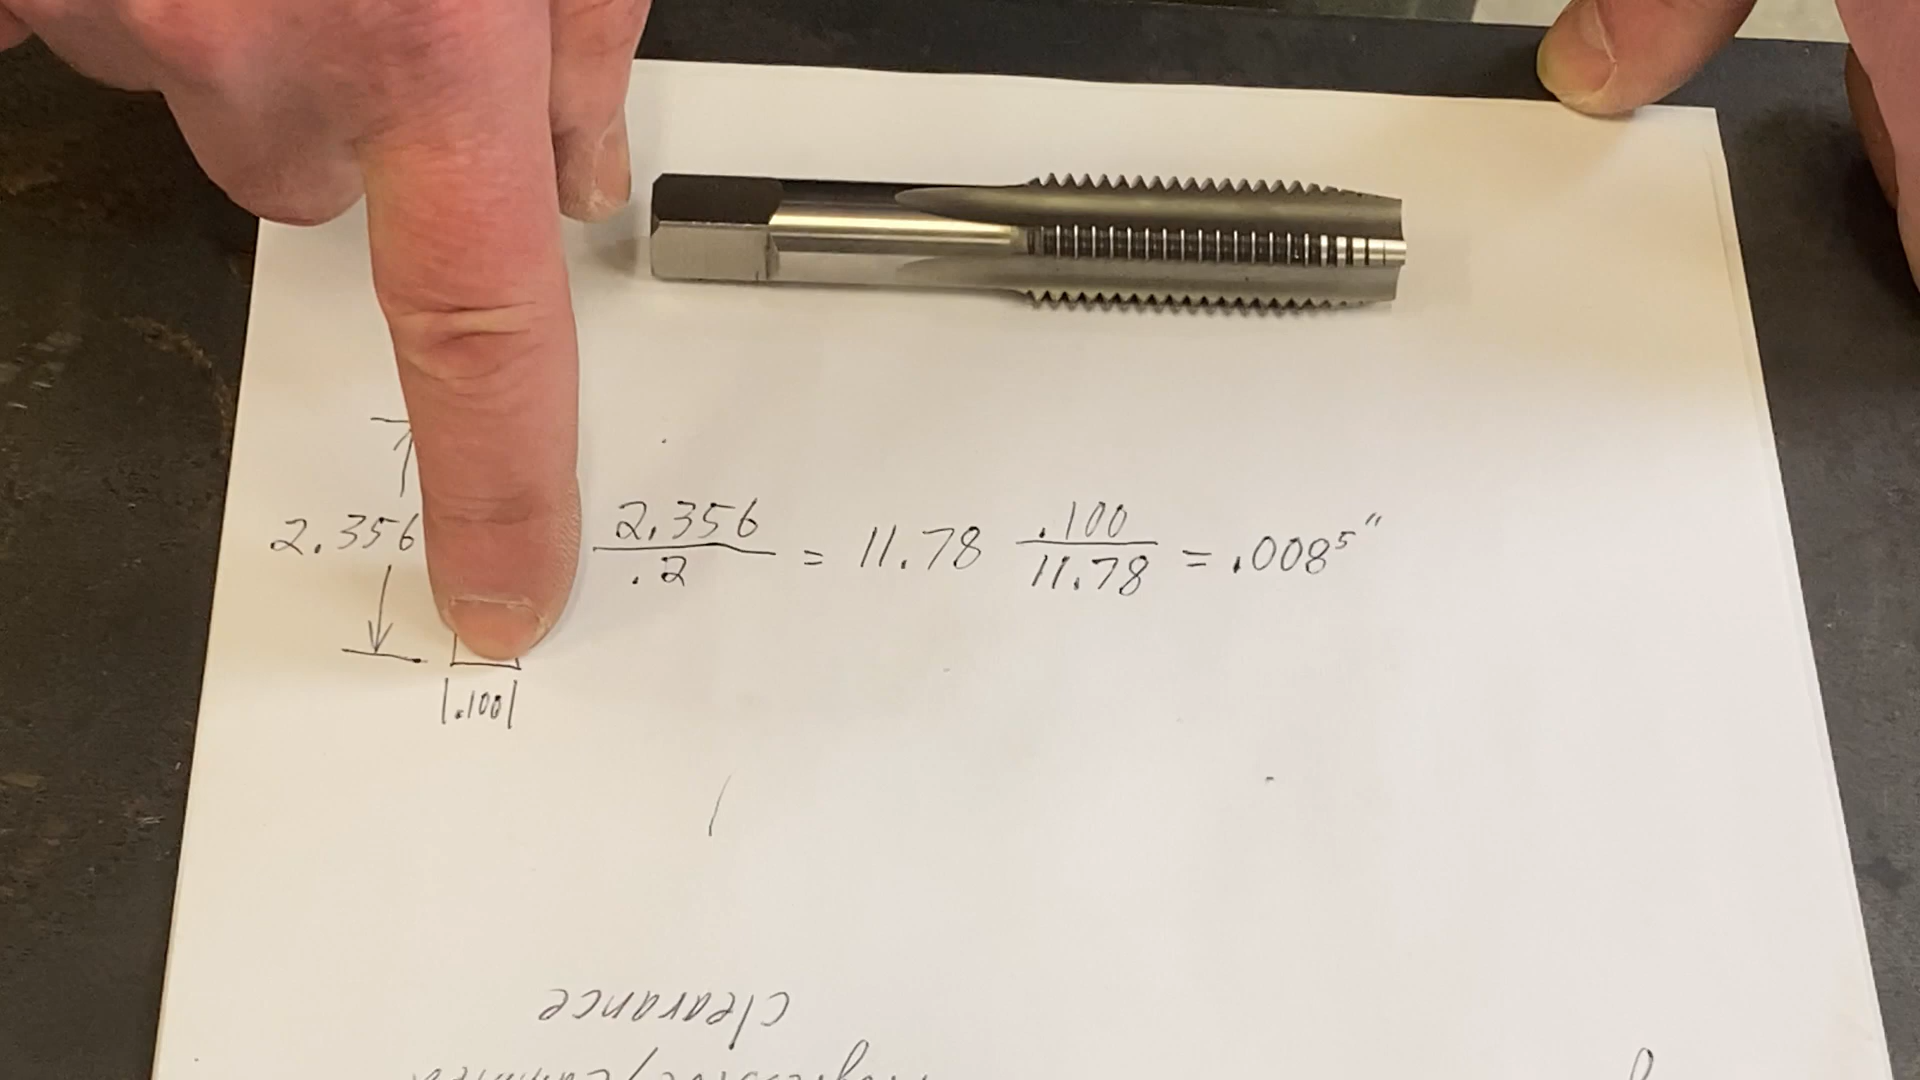 2.356
2.356 / .2 = 11.78 .100 / 11.78 = .008⁵"
|.100|
clearance